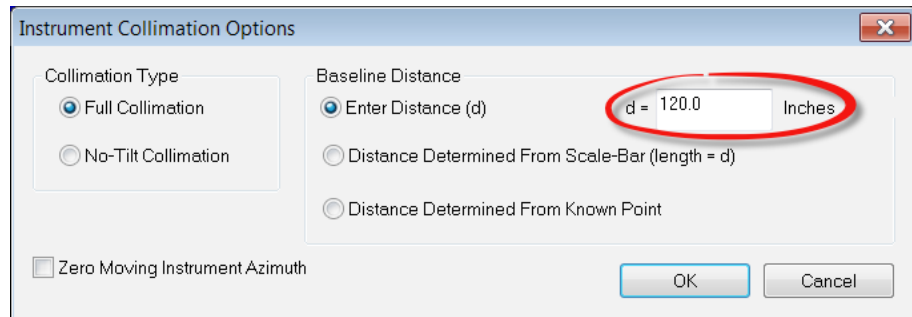 Instrument Collimation Options
Collimation Type
Full Collimation
No-Tilt Collimation
Baseline Distance
Enter Distance (d) d = 120.0 Inches
Distance Determined From Scale-Bar (length = d)
Distance Determined From Known Point
Zero Moving Instrument Azimuth
OK Cancel